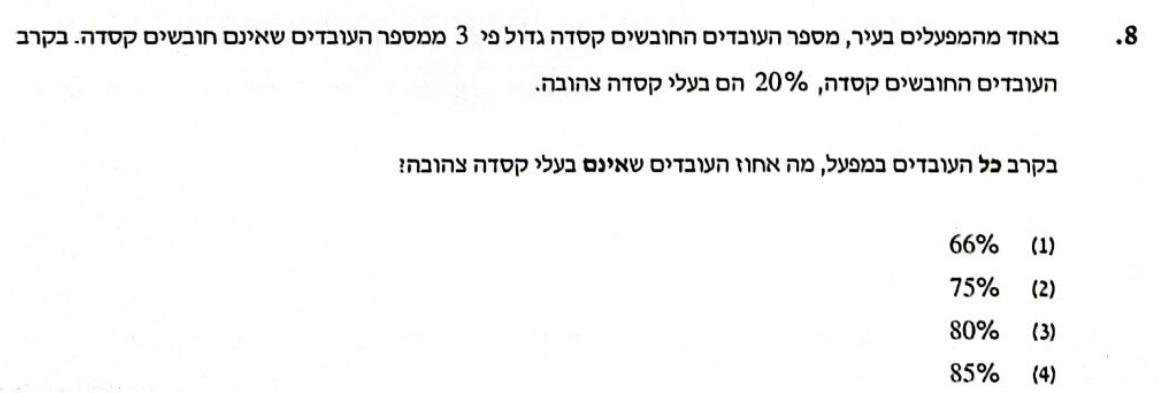 8. באחד מהמפעלים בעיר, מספר העובדים החובשים קסדה גדול פי 3 ממספר העובדים שאינם חובשים קסדה. בקרב
העובדים החובשים קסדה, 20% הם בעלי קסדה צהובה.
בקרב כל העובדים במפעל, מה אחוז העובדים שאינם בעלי קסדה צהובה?
(1) 66%
(2) 75%
(3) 80%
(4) 85%